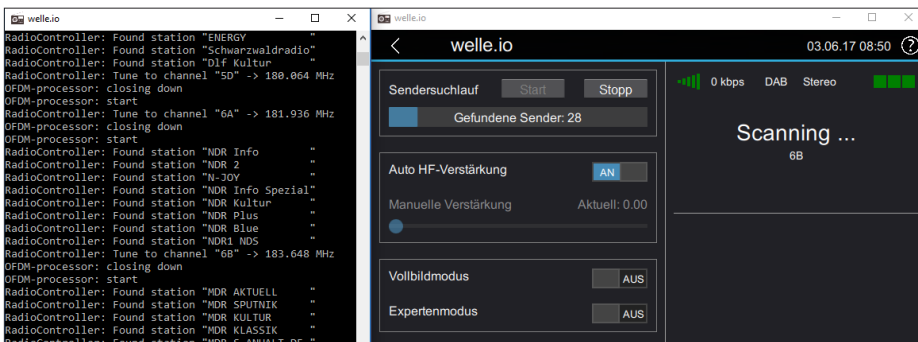 welle.io
RadioController: Found station "ENERGY "
RadioController: Found station "Schwarzwaldradio"
RadioController: Found station "Dlf Kultur "
RadioController: Tune to channel "5D" -> 180.064 MHz
OFDM-processor: closing down
OFDM-processor: start
RadioController: Tune to channel "6A" -> 181.936 MHz
OFDM-processor: closing down
OFDM-processor: start
RadioController: Found station "NDR Info "
RadioController: Found station "NDR 2 "
RadioController: Found station "N-JOY "
RadioController: Found station "NDR Info Spezial"
RadioController: Found station "NDR Kultur "
RadioController: Found station "NDR Plus "
RadioController: Found station "NDR Blue "
RadioController: Found station "NDR1 NDS "
RadioController: Tune to channel "6B" -> 183.648 MHz
OFDM-processor: closing down
OFDM-processor: start
RadioController: Found station "MDR AKTUELL "
RadioController: Found station "MDR SPUTNIK "
RadioController: Found station "MDR KULTUR "
RadioController: Found station "MDR KLASSIK "
RadioController: Found station "MDR S-ANHALT DE "
welle.io
welle.io
03.06.17 08:50 ?
Sendersuchlauf Start Stopp
Gefundene Sender: 28
Auto HF-Verstärkung AN
Manuelle Verstärkung Aktuell: 0.00
Vollbildmodus AUS
Expertenmodus AUS
0 kbps DAB Stereo
Scanning ...
6B